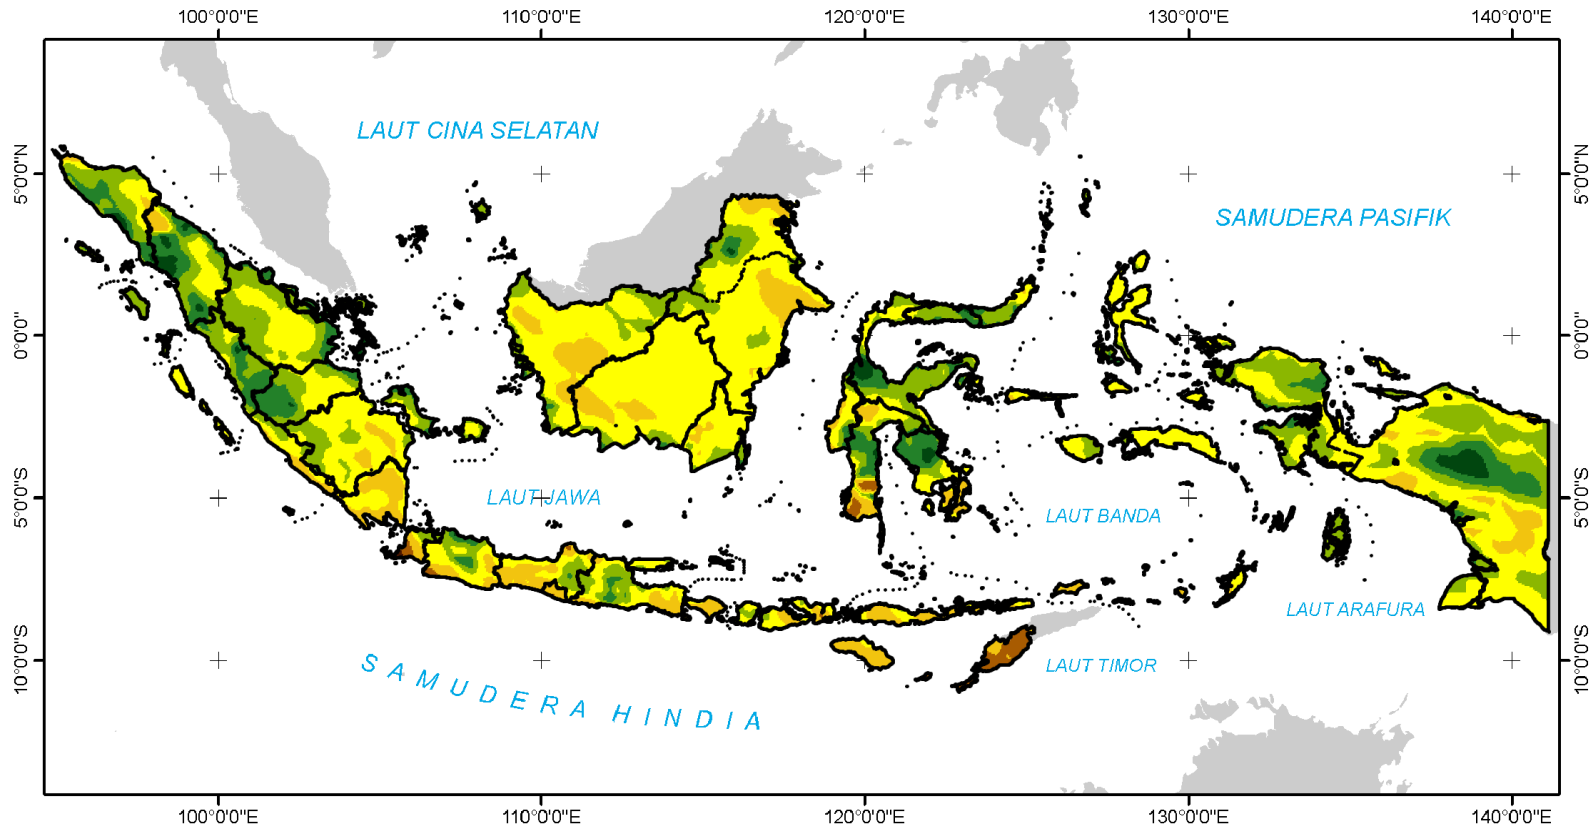 100°0'0"E 110°0'0"E 120°0'0"E 130°0'0"E 140°0'0"E
LAUT CINA SELATAN
5°0'0"N 5°0'0"N
SAMUDERA PASIFIK
0°0'0" 0°0'0"
5°0'0"S LAUT JAWA 5°0'0"S
LAUT BANDA
LAUT ARAFURA
10°0'0"S LAUT TIMOR 10°0'0"S
SAMUDERA HINDIA
100°0'0"E 110°0'0"E 120°0'0"E 130°0'0"E 140°0'0"E